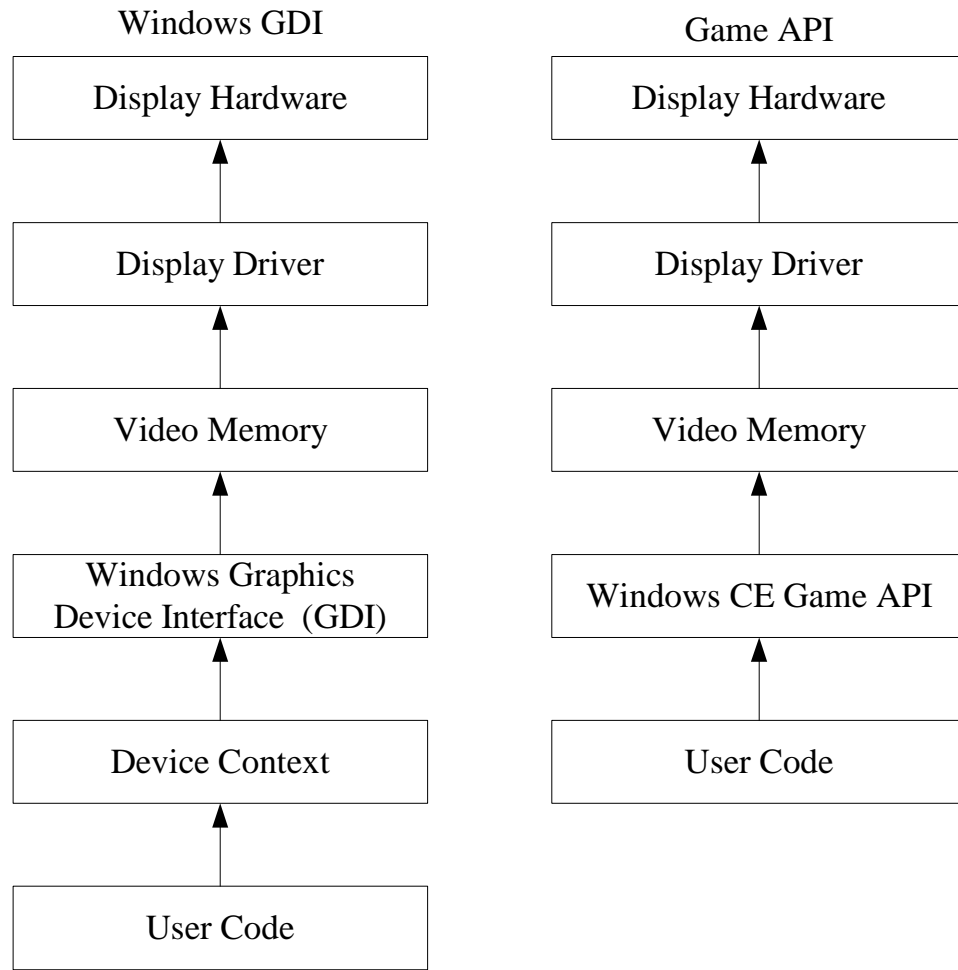 Windows GDI
Display Hardware
Display Driver
Video Memory
Windows Graphics
Device Interface  (GDI)
Device Context
User Code
Game API
Display Hardware
Display Driver
Video Memory
Windows CE Game API
User Code